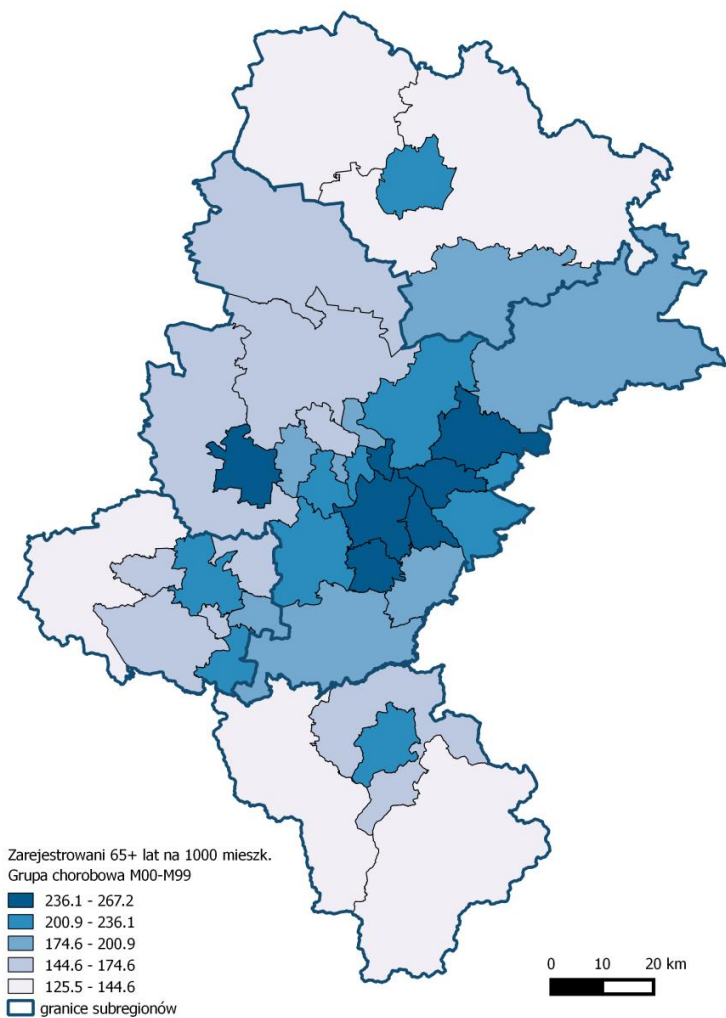 Zarejestrowani 65+ lat na 1000 mieszk.
Grupa chorobowa M00-M99
236.1 - 267.2
200.9 - 236.1
174.6 - 200.9
144.6 - 174.6
125.5 - 144.6
granice subregionów
0 10 20 km